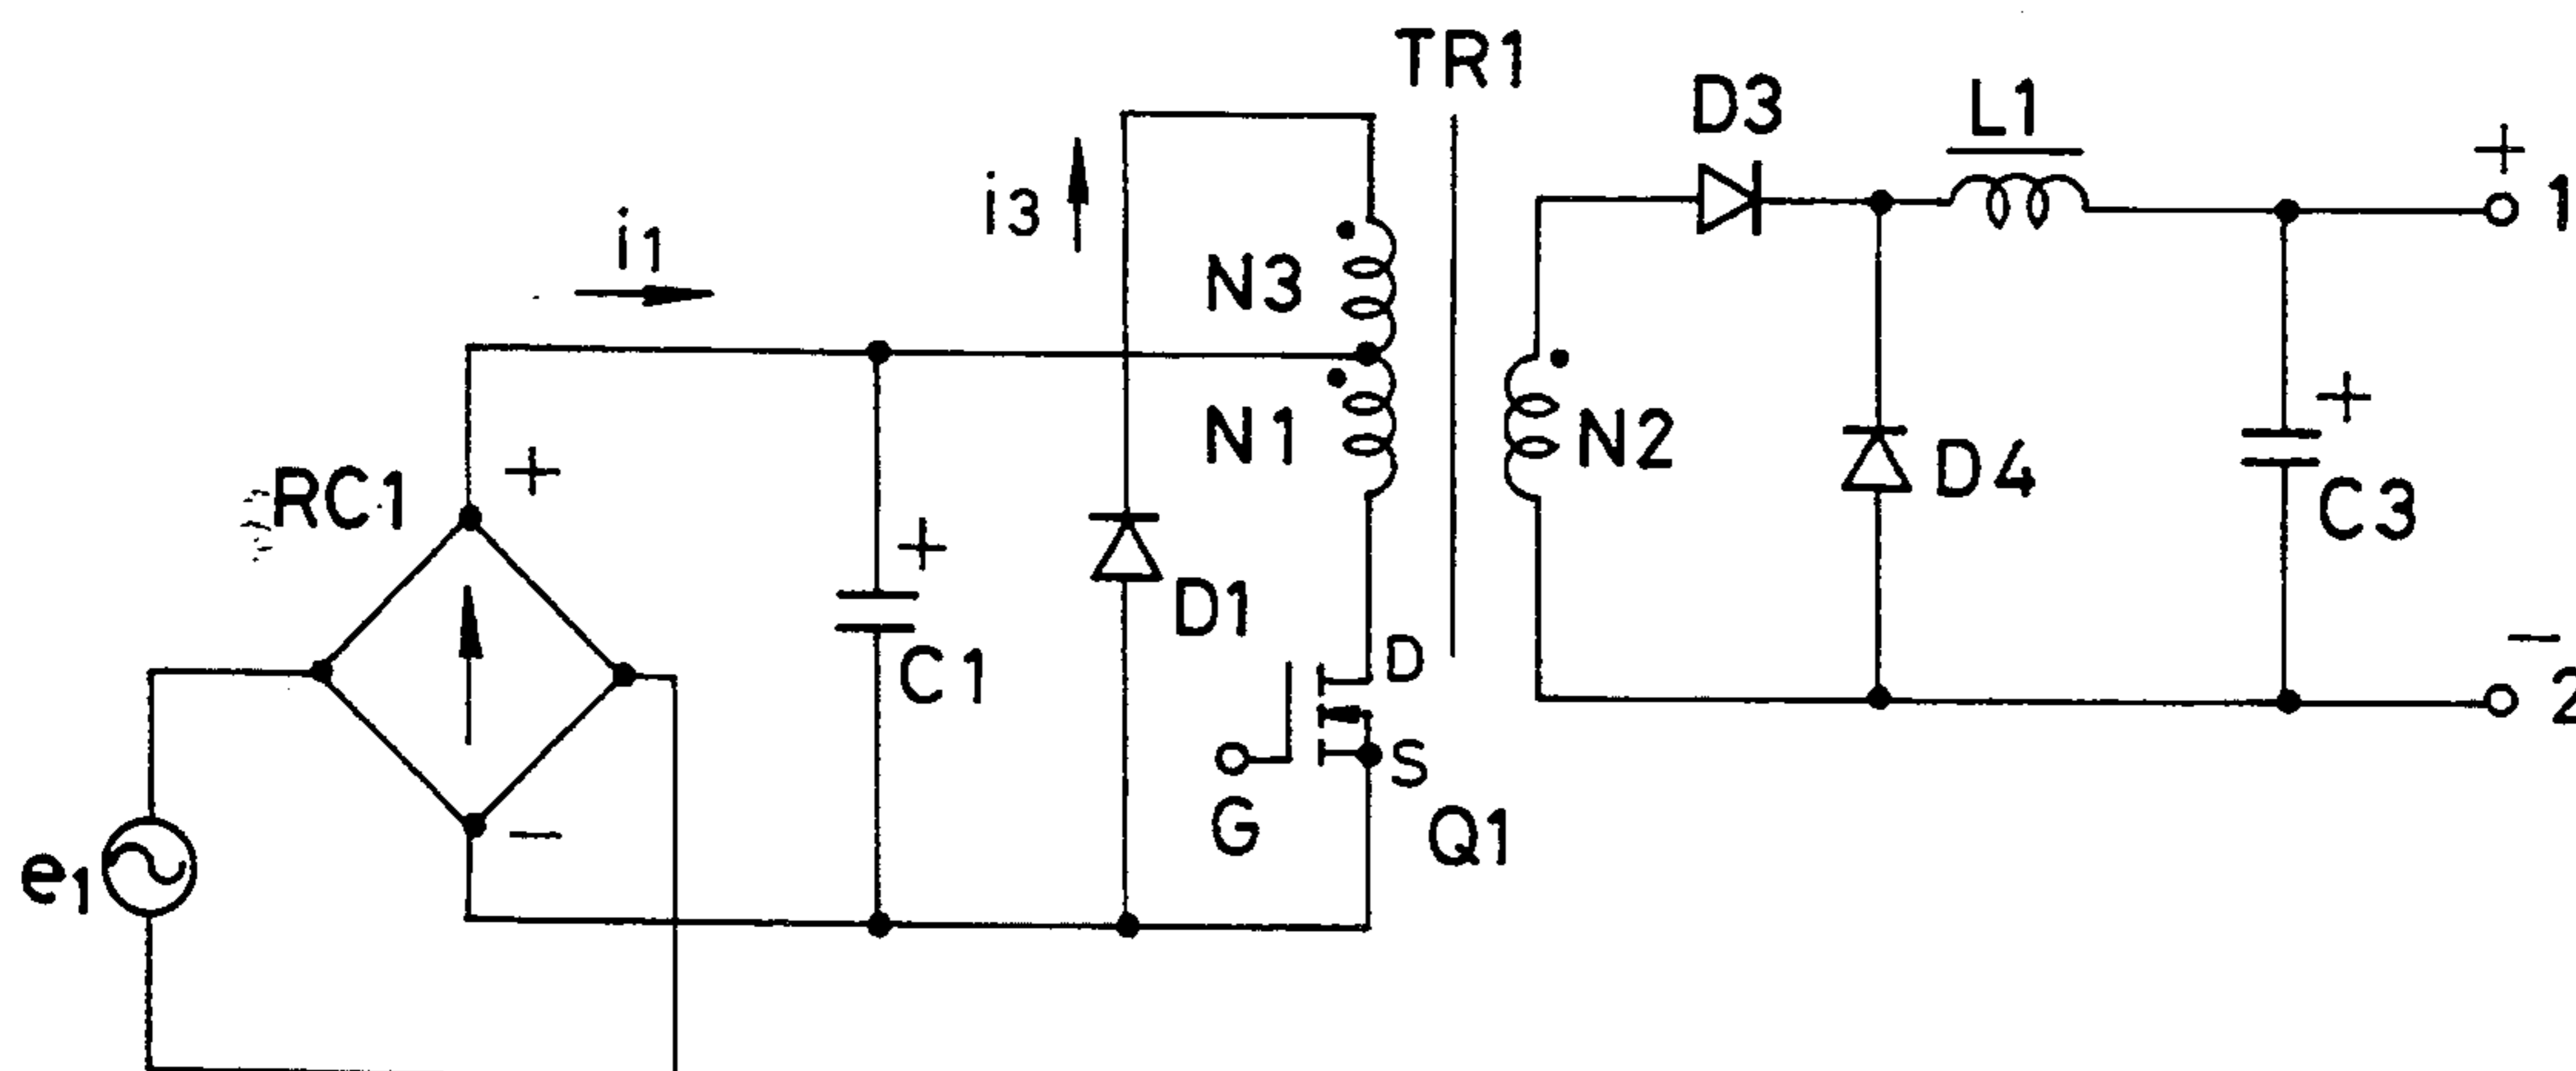 TR1
D3
L1
+
1
i3
i1
N3
N1
N2
+
D4
C3
RC1
+
+
C1
D1
D
S
G
Q1
−
2
−
e1